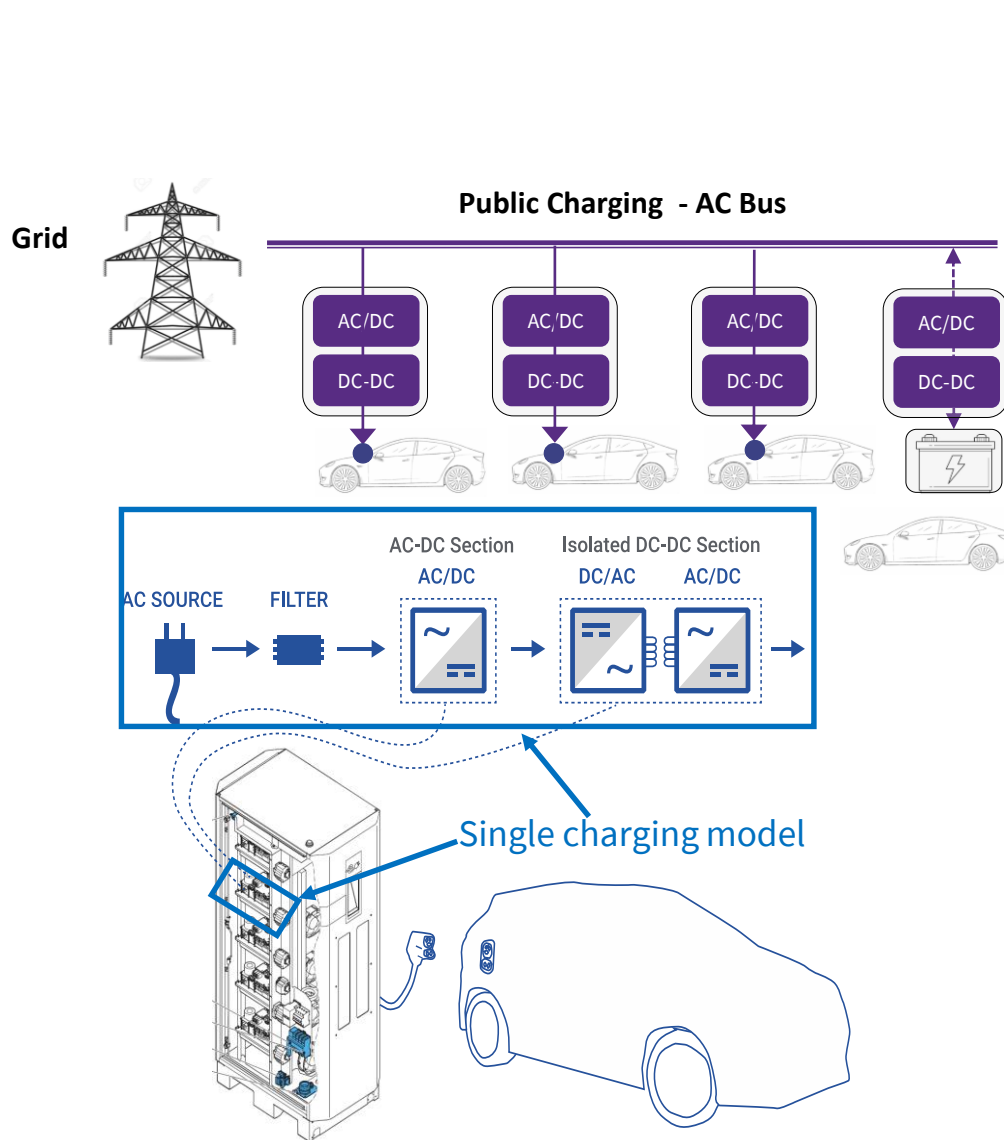 Public Charging - AC Bus
Grid
AC/DC
AC/DC
AC/DC
AC/DC
DC-DC
DC-DC
DC-DC
DC-DC
AC-DC Section
Isolated DC-DC Section
AC/DC
DC/AC
AC/DC
AC SOURCE
FILTER
Single charging model